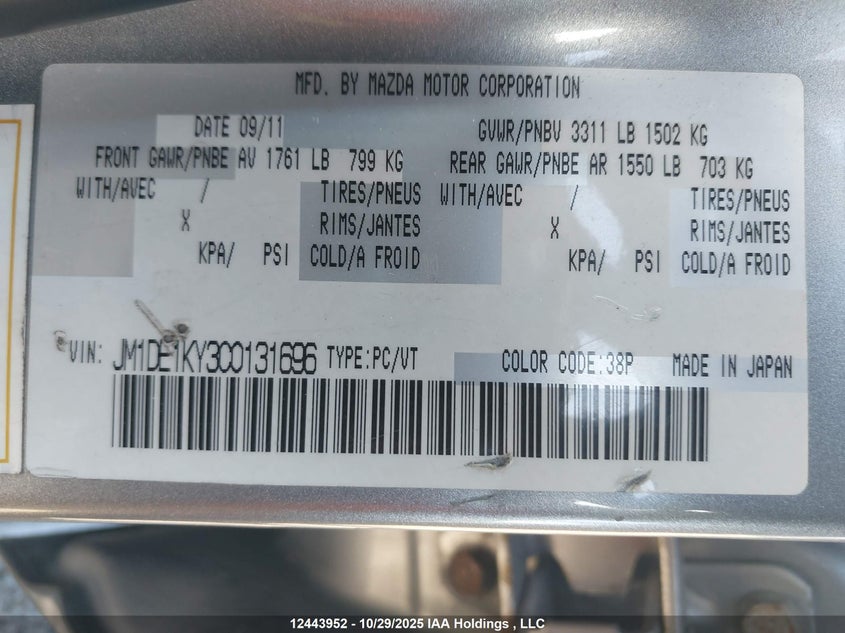 MFD. BY MAZDA MOTOR CORPORATION
DATE 09/11 GVWR/PNBV 3311 LB 1502 KG
FRONT GAWR/PNBE AV 1761 LB 799 KG REAR GAWR/PNBE AR 1550 LB 703 KG
WITH/AVEC / TIRES/PNEUS WITH/AVEC / TIRES/PNEUS
X RIMS/JANTES X RIMS/JANTES
KPA/ PSI COLD/A FROID KPA/ PSI COLD/A FROID
VIN: JM1DE1KY3C0131696 TYPE:PC/VT COLOR CODE:38P MADE IN JAPAN
12443952 - 10/29/2025 IAA Holdings , LLC